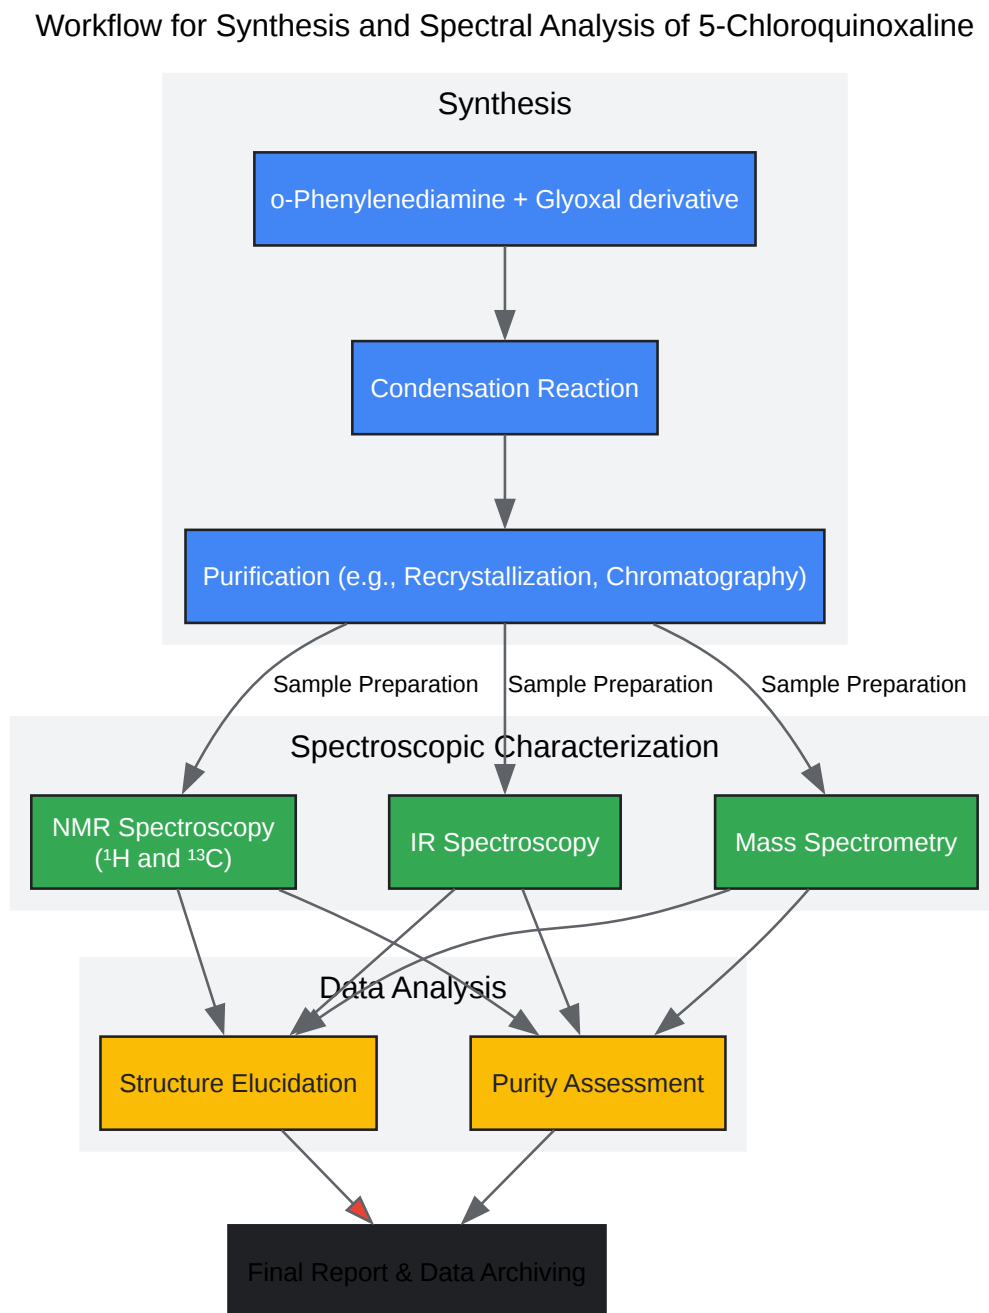 Workflow for Synthesis and Spectral Analysis of 5-Chloroquinoxaline
Synthesis
o-Phenylenediamine + Glyoxal derivative
Condensation Reaction
Purification (e.g., Recrystallization, Chromatography)
Sample Preparation
Sample Preparation
Sample Preparation
Spectroscopic Characterization
NMR Spectroscopy
(¹H and ¹³C)
IR Spectroscopy
Mass Spectrometry
Data Analysis
Structure Elucidation
Purity Assessment
Final Report & Data Archiving